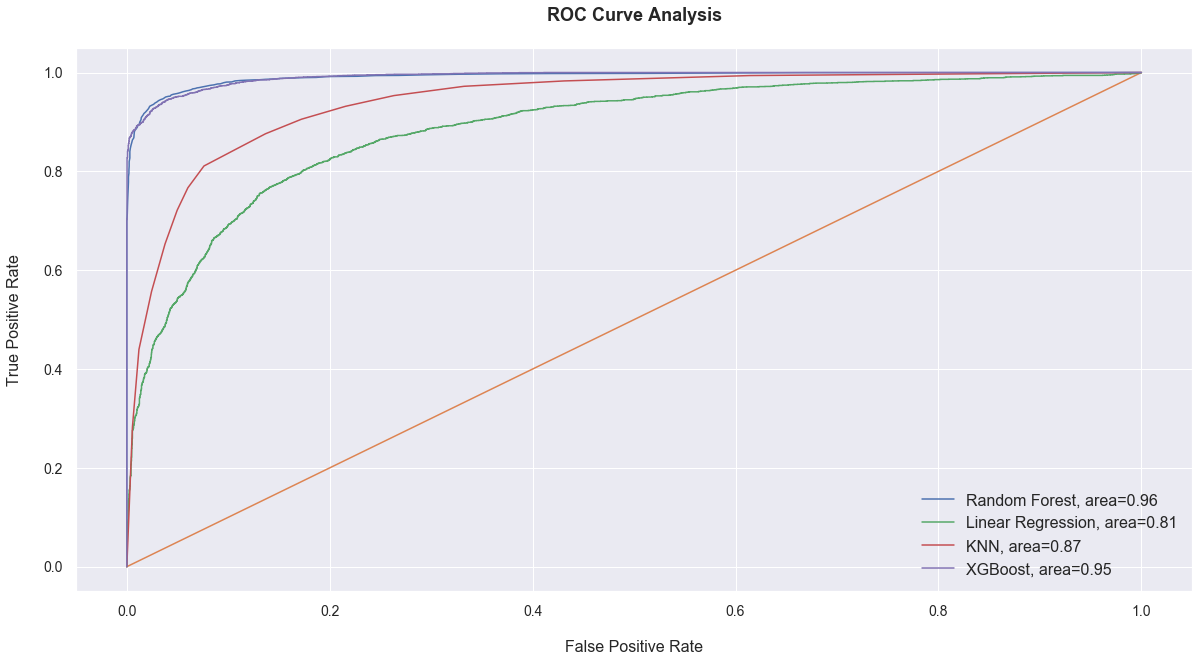 ROC Curve Analysis
1.0
0.8
0.6
0.4
0.2
0.0
True Positive Rate
Random Forest, area=0.96
Linear Regression, area=0.81
KNN, area=0.87
XGBoost, area=0.95
0.0 0.2 0.4 0.6 0.8 1.0
False Positive Rate